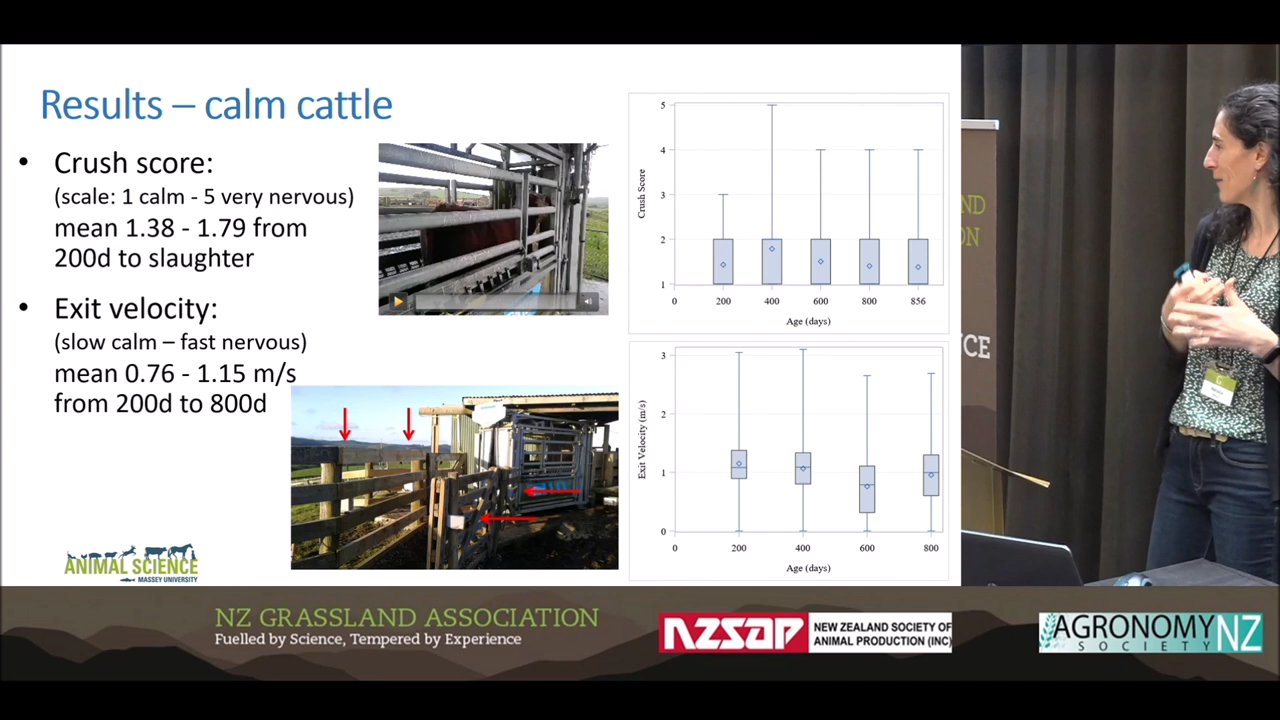 Results – calm cattle
• Crush score:
(scale: 1 calm - 5 very nervous)
mean 1.38 - 1.79 from
200d to slaughter
• Exit velocity:
(slow calm – fast nervous)
mean 0.76 - 1.15 m/s
from 200d to 800d
ANIMAL SCIENCE
MASSEY UNIVERSITY
Crush Score
5
4
3
2
1
0 200 400 600 800 856
Age (days)
Exit Velocity (m/s)
3
2
1
0
0 200 400 600 800
Age (days)
ND
ON
NCE
G
NZ GRASSLAND ASSOCIATION
Fuelled by Science, Tempered by Experience
NZSAP
NEW ZEALAND SOCIETY OF
ANIMAL PRODUCTION (INC)
AGRONOMY NZ
SOCIETY